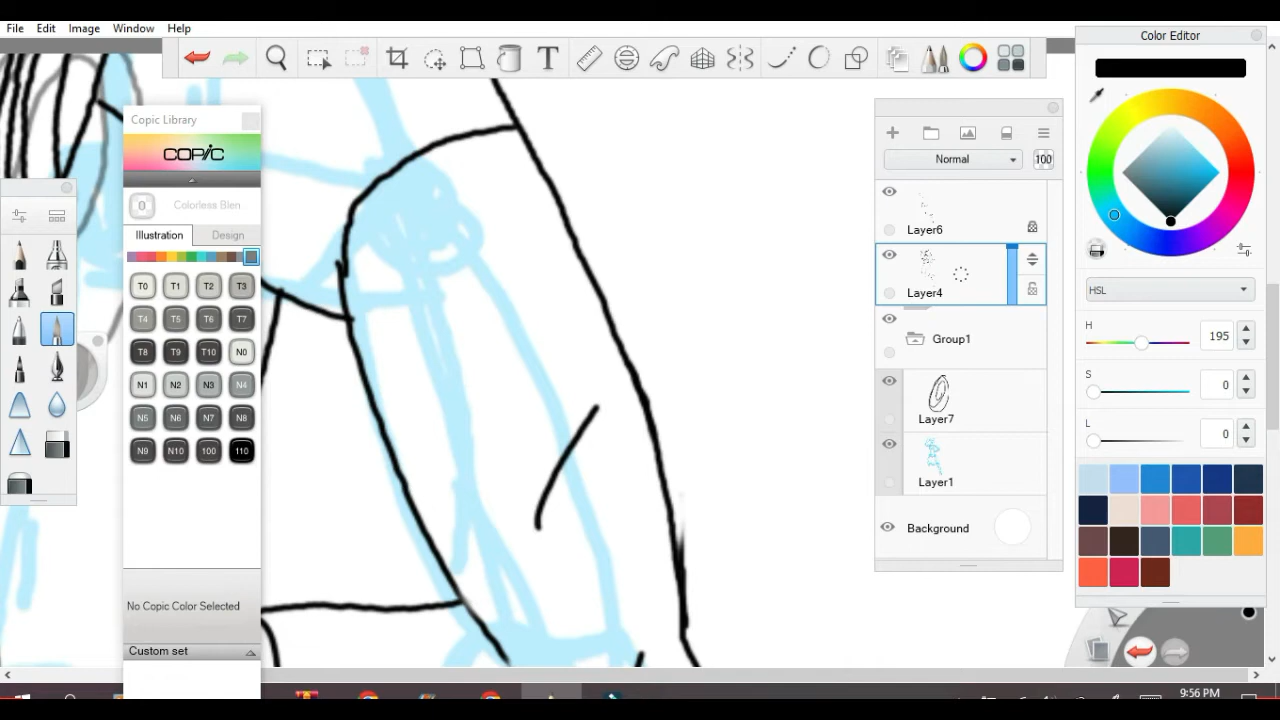 File Edit Image Window Help
T
Color Editor
Copic Library
COPIC
0 Colorless Blen
Illustration Design
T0 T1 T2 T3
T4 T5 T6 T7
T8 T9 T10 N0
N1 N2 N3 N4
N5 N6 N7 N8
N9 N10 100 110
No Copic Color Selected
Custom set
Normal 100
Layer6
Layer4
Group1
Layer7
Layer1
Background
HSL
H 195
S 0
L 0
9:56 PM